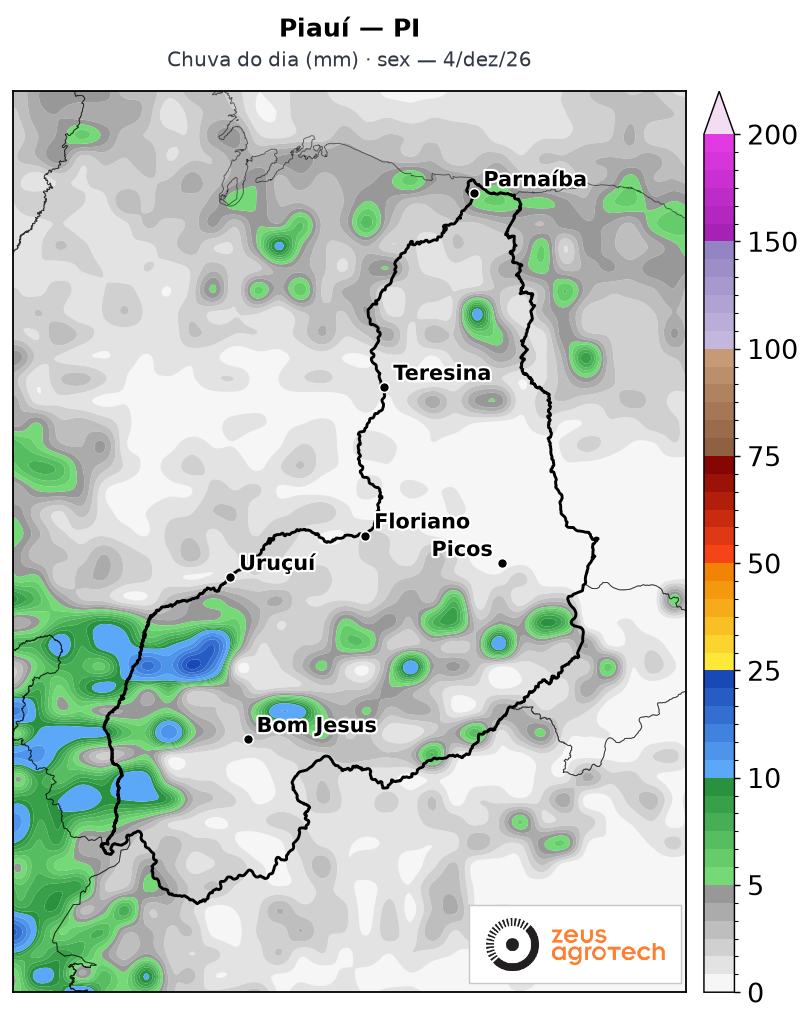 Piauí — PI
Chuva do dia (mm) · sex — 4/dez/26
Parnaíba
Teresina
Floriano
Picos
Uruçuí
Bom Jesus
200
150
100
75
50
25
10
5
0
zeus
agrotech